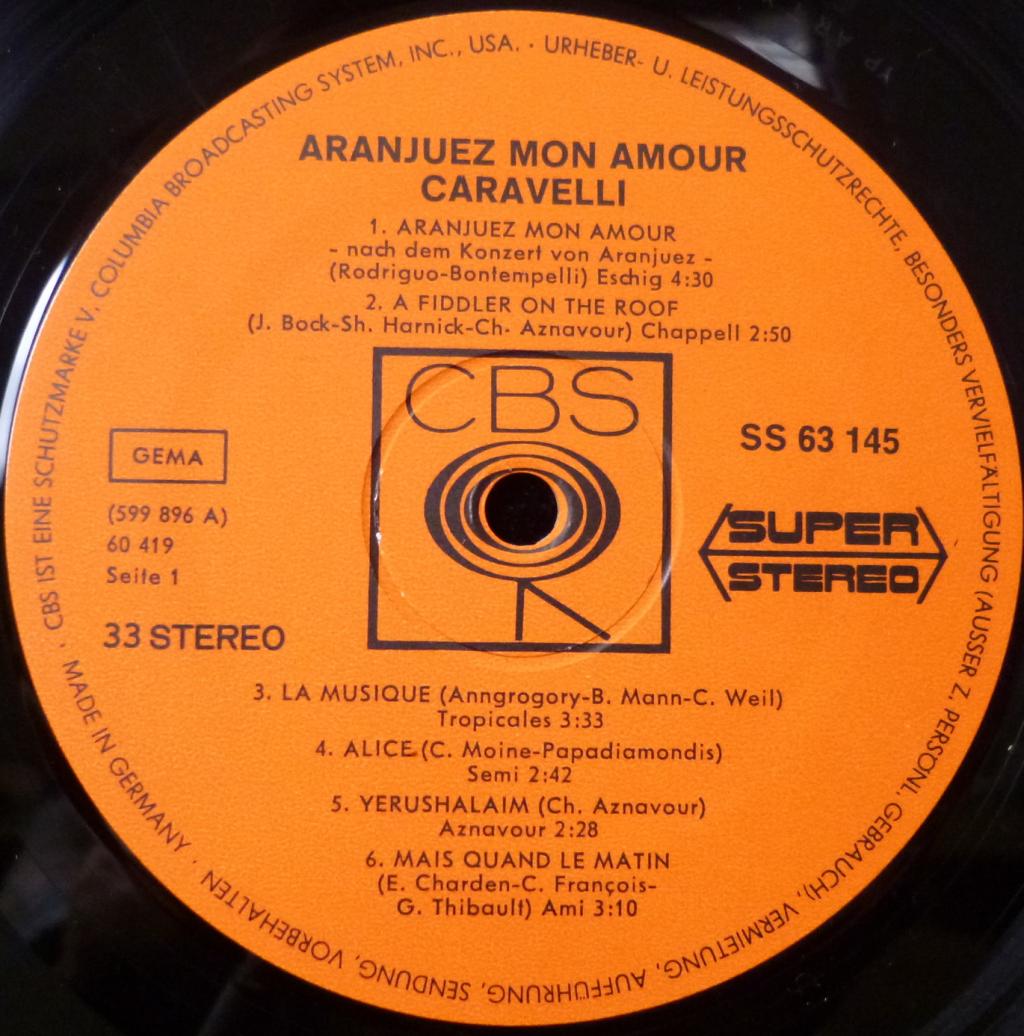 CBS IST EINE SCHUTZMARKE V. COLUMBIA BROADCASTING SYSTEM, INC., USA. · URHEBER- U. LEISTUNGSSCHUTZRECHTE, BESONDERS VERVIELFÄLTIGUNG (AUSSER Z. PERSÖNL. GEBRAUCH), VERMIETUNG, AUFFÜHRUNG, SENDUNG, VORBEHALTEN · MADE IN GERMANY ·
ARANJUEZ MON AMOUR
CARAVELLI
1. ARANJUEZ MON AMOUR
- nach dem Konzert von Aranjuez -
(Rodriguo-Bontempelli) Eschig 4:30
2. A FIDDLER ON THE ROOF
(J. Bock-Sh. Harnick-Ch. Aznavour) Chappell 2:50
CBS
GEMA
(599 896 A)
60 419
Seite 1
33 STEREO
SS 63 145
SUPER
STEREO
3. LA MUSIQUE (Anngrogory-B. Mann-C. Weil)
Tropicales 3:33
4. ALICE (C. Moine-Papadiamondis)
Semi 2:42
5. YERUSHALAIM (Ch. Aznavour)
Aznavour 2:28
6. MAIS QUAND LE MATIN
(E. Charden-C. François-
G. Thibault) Ami 3:10